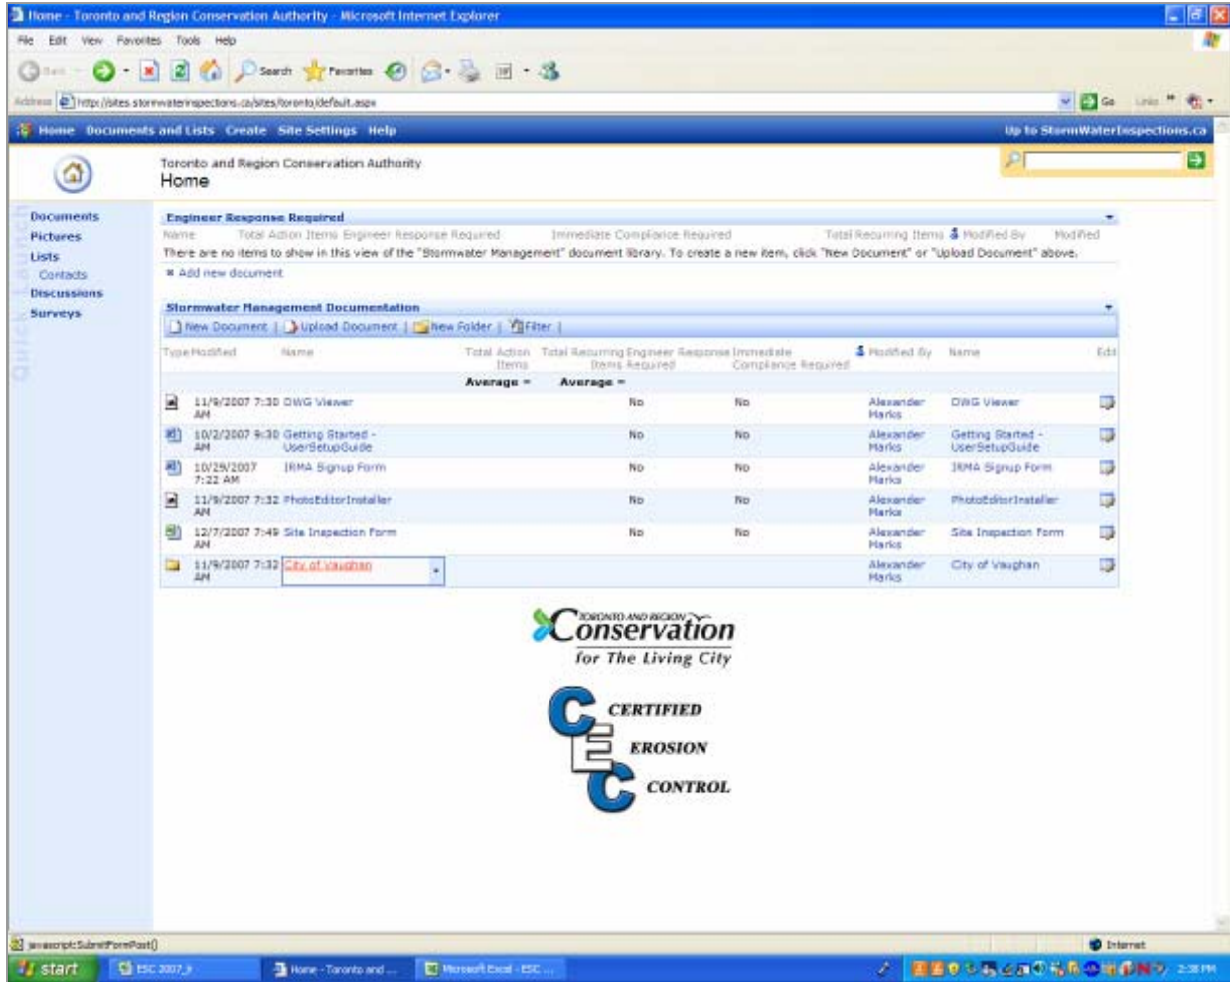 Home - Toronto and Region Conservation Authority - Microsoft Internet Explorer
File Edit View Favorites Tools Help
Back Search Favorites
Address http://sites.stormwaterinspections.ca/sites/toronto/default.aspx Go Links
Home Documents and Lists Create Site Settings Help Up to StormWaterInspections.ca
Toronto and Region Conservation Authority
Home
Quick Launch
Documents
Pictures
Lists
Contacts
Discussions
Surveys
Engineer Response Required
Name Total Action Items Engineer Response Required Immediate Compliance Required Total Recurring Items Modified By Modified
There are no items to show in this view of the "Stormwater Management" document library. To create a new item, click "New Document" or "Upload Document" above.
Add new document
Stormwater Management Documentation
New Document | Upload Document | New Folder | Filter |
Type Modified Name Total Action Items Total Recurring Items Engineer Response Required Immediate Compliance Required Modified By Name Edit
Average = Average =
11/9/2007 7:30 AM DWG Viewer No No Alexander Marks DWG Viewer
10/2/2007 9:30 AM Getting Started - UserSetupGuide No No Alexander Marks Getting Started - UserSetupGuide
10/29/2007 7:22 AM IRMA Signup Form No No Alexander Marks IRMA Signup Form
11/9/2007 7:32 AM PhotoEditorInstaller No No Alexander Marks PhotoEditorInstaller
12/7/2007 7:49 AM Site Inspection Form No No Alexander Marks Site Inspection Form
11/9/2007 7:32 AM City of Vaughan Alexander Marks City of Vaughan
TORONTO AND REGION
Conservation
for The Living City
CERTIFIED
EROSION
CONTROL
javascript:SubmitFormPost() Internet
start Home - Toronto and ... Microsoft Excel - ESC ... 2:38 PM